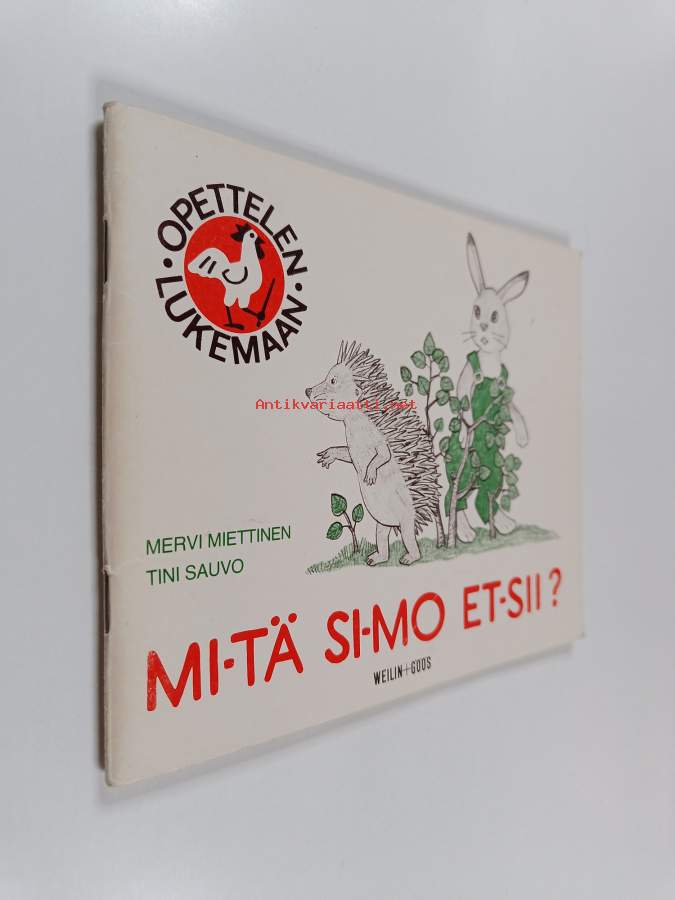 OPETTELEN
LUKEMAAN
Antikvariaatti.net
MERVI MIETTINEN
TINI SAUVO
MI-TÄ SI-MO ET-SII?
WEILIN+GÖÖS